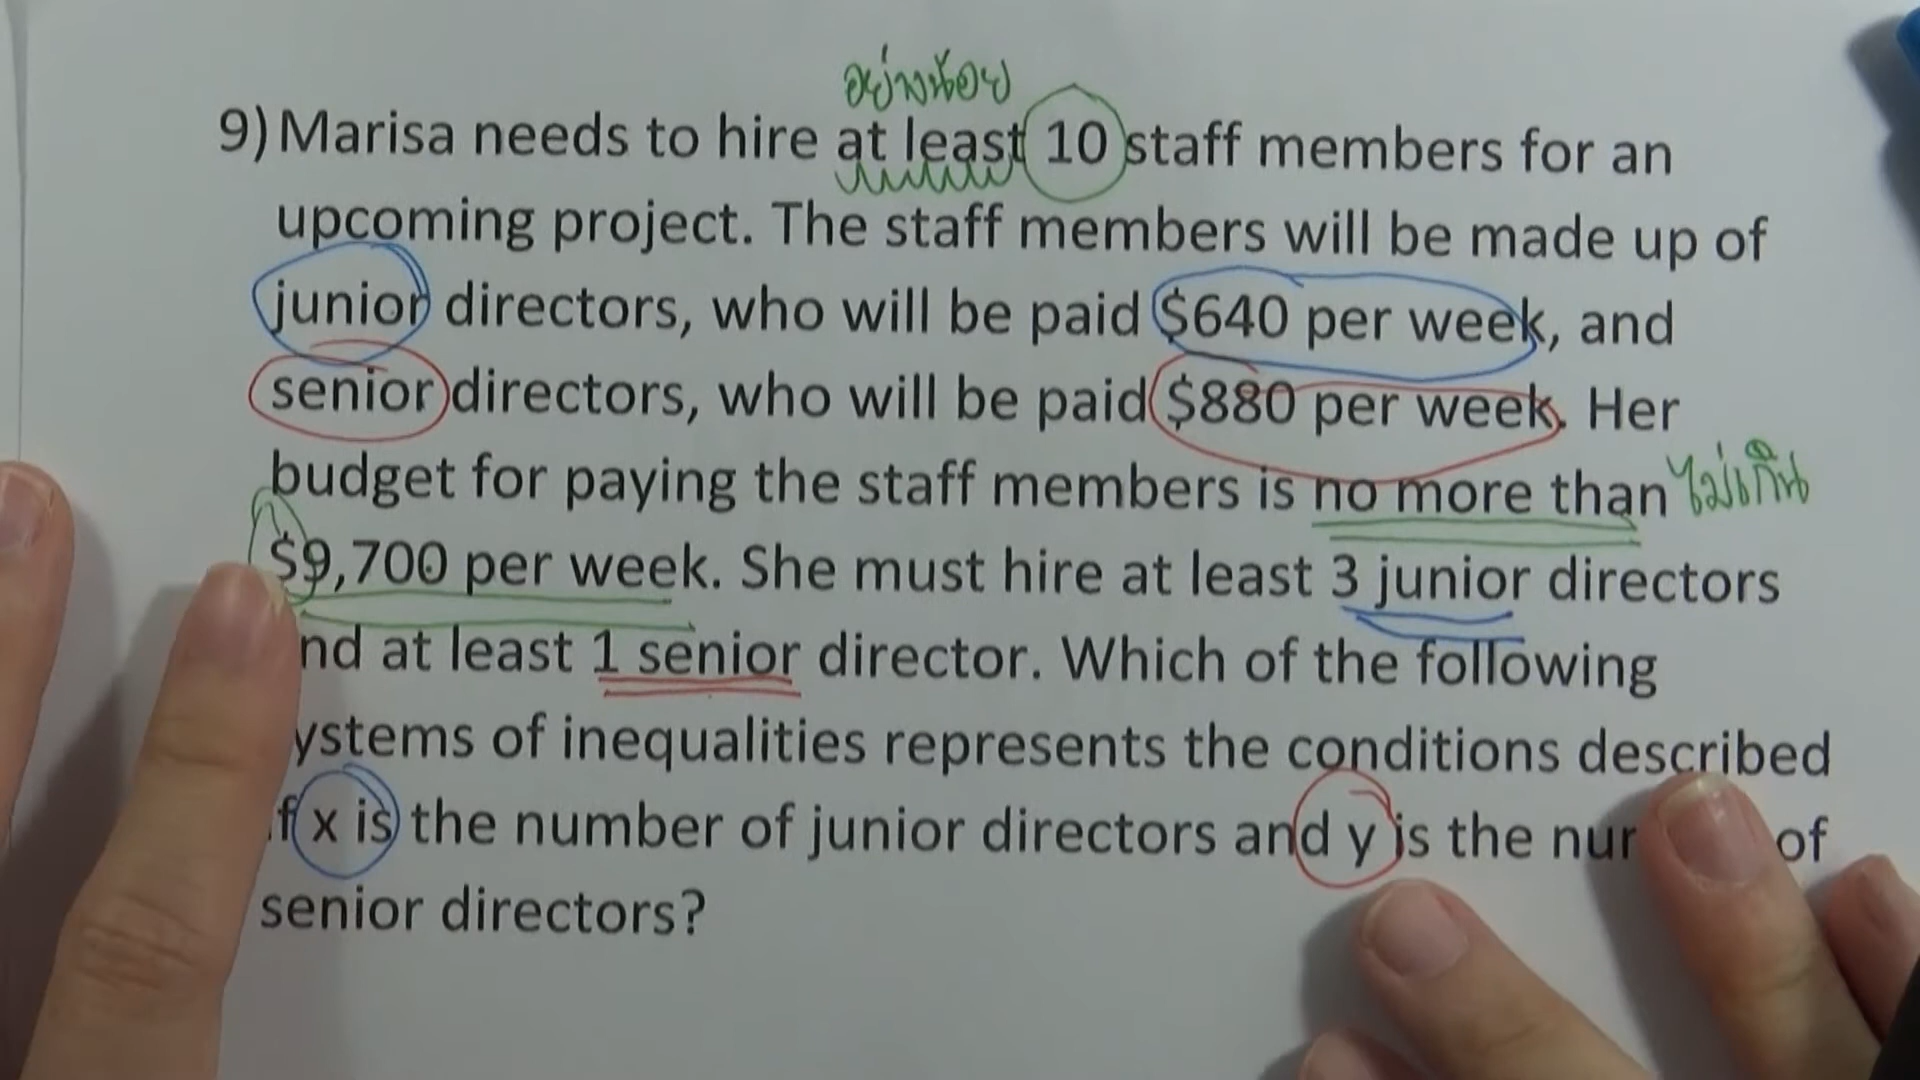 อย่างน้อย
9) Marisa needs to hire at least 10 staff members for an
upcoming project. The staff members will be made up of
junior directors, who will be paid $640 per week, and
senior directors, who will be paid $880 per week. Her
budget for paying the staff members is no more than ไม่เกิน
$9,700 per week. She must hire at least 3 junior directors
nd at least 1 senior director. Which of the following
ystems of inequalities represents the conditions described
f x is the number of junior directors and y is the nu of
senior directors?